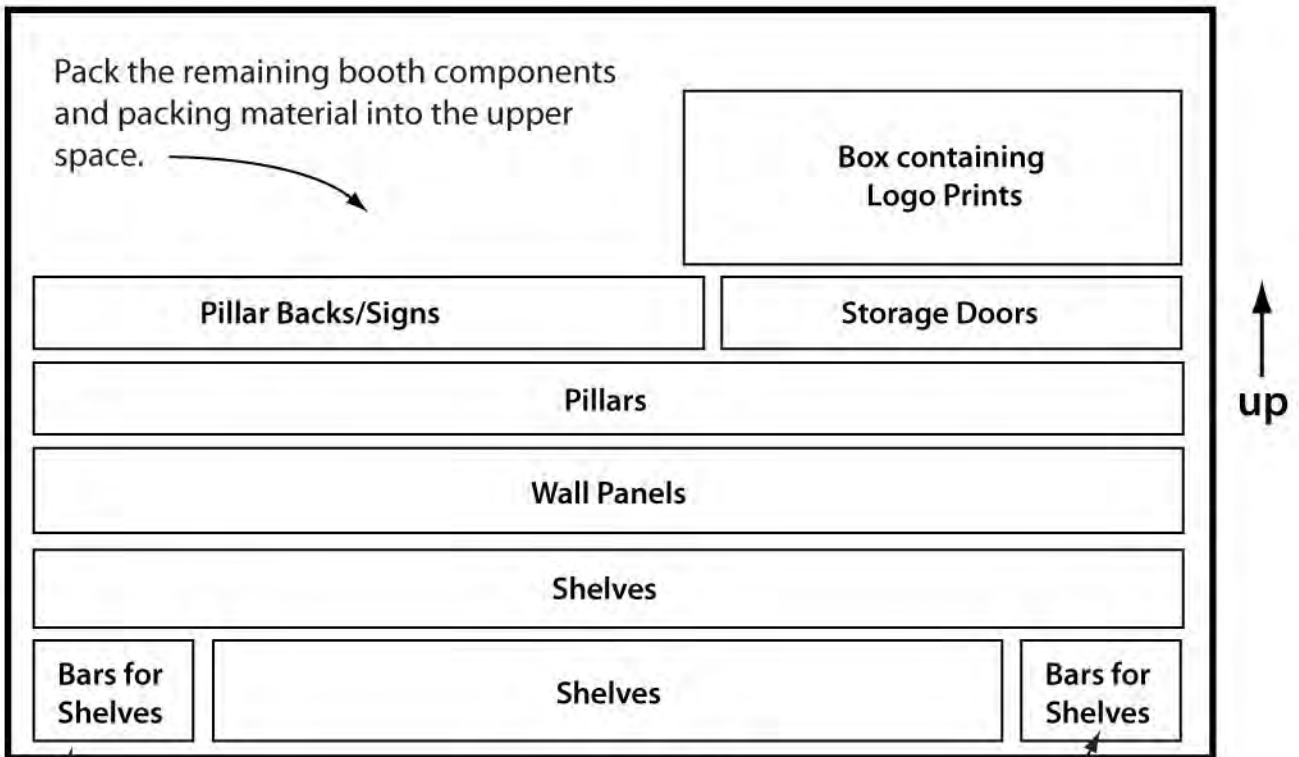 Pack the remaining booth components
and packing material into the upper
space.
Box containing
Logo Prints
Pillar Backs/Signs
Storage Doors
up
Pillars
Wall Panels
Shelves
Bars for
Shelves
Shelves
Bars for
Shelves